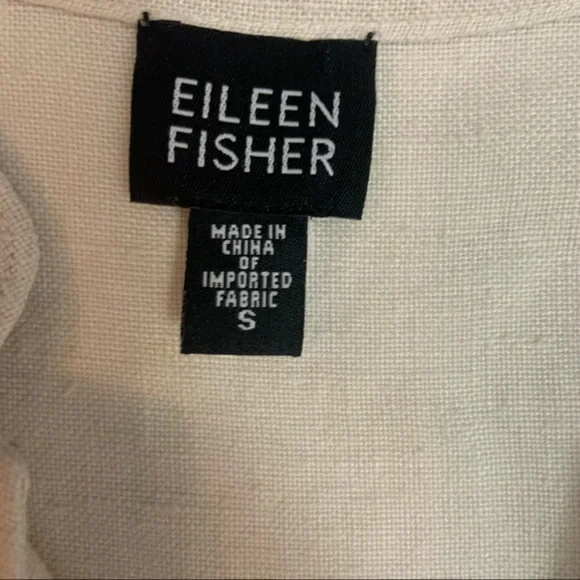 EILEEN
FISHER
MADE IN
CHINA
OF
IMPORTED
FABRIC
S